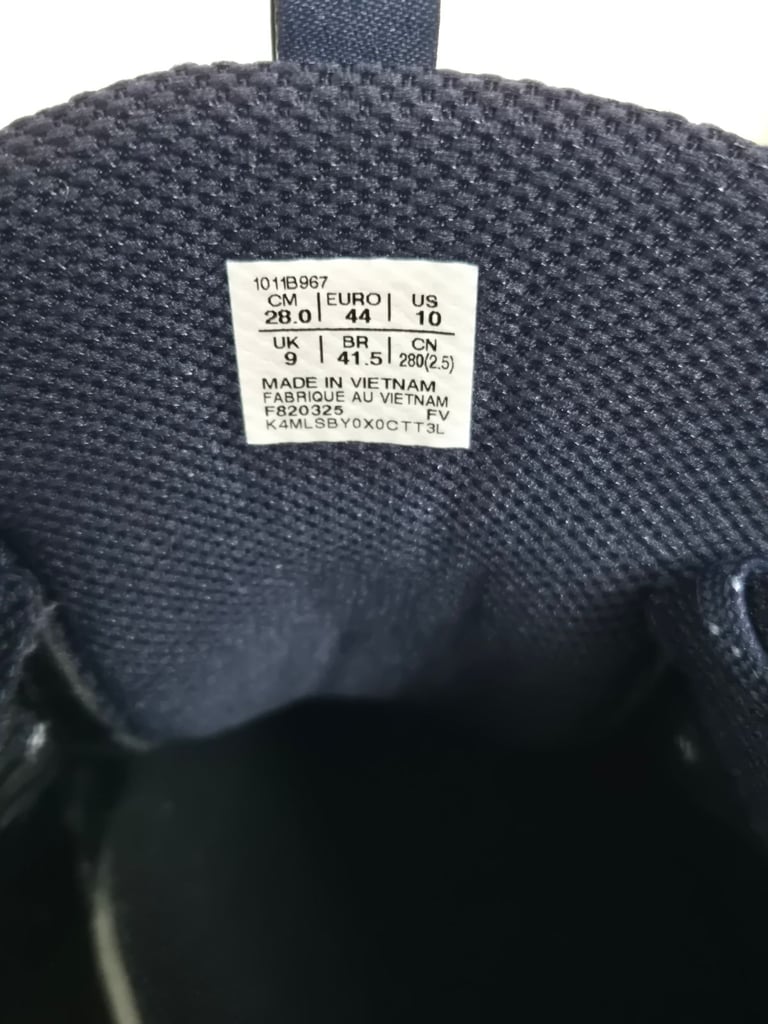 1011B967
CM | EURO | US
28.0 | 44 | 10
UK | BR | CN
9 | 41.5 | 280(2.5)
MADE IN VIETNAM
FABRIQUE AU VIETNAM
F820325 FV
K4MLSBY0X0CTT3L